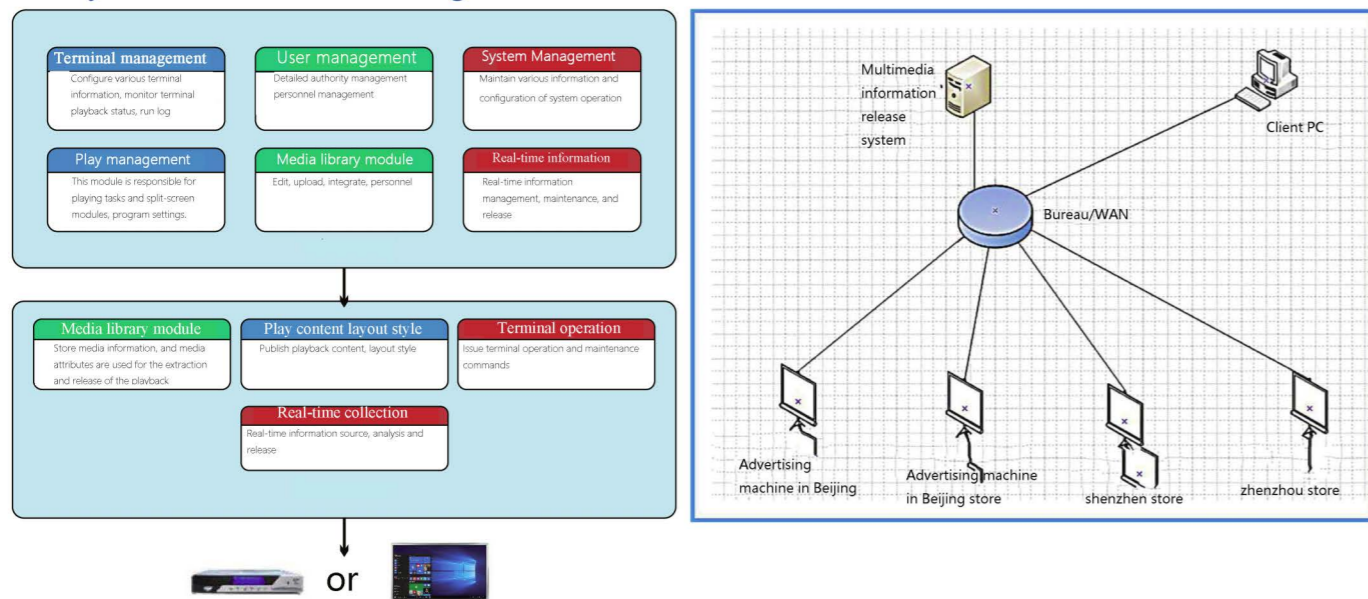 Terminal management
Configure various terminal
information, monitor terminal
playback status, run log
User management
Detailed authority management
personnel management
System Management
Maintain various information and
configuration of system operation
Play management
This module is responsible for
playing tasks and split-screen
modules, program settings.
Media library module
Edit, upload, integrate, personnel
Real-time information
Real-time information
management, maintenance, and
release
Media library module
Store media information, and media
attributes are used for the extraction
and release of the playback
Play content layout style
Publish playback content, layout style
Terminal operation
Issue terminal operation and maintenance
commands
Real-time collection
Real-time information source, analysis and
release
or
Multimedia
information
release
system
Client PC
Bureau/WAN
Advertising
machine in Beijing
Advertising machine
in Beijing store
shenzhen store
zhenzhou store